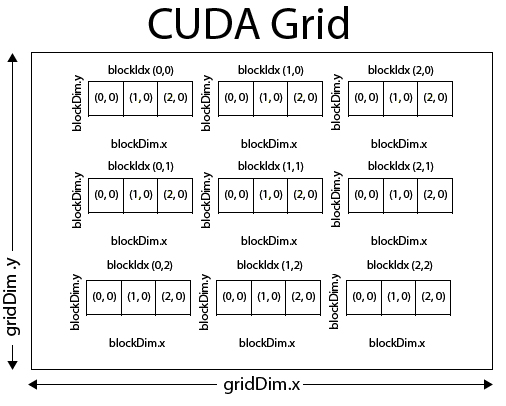 CUDA Grid
blockIdx (0,0) blockIdx (1,0) blockIdx (2,0)
blockDim.y (0, 0) (1, 0) (2, 0) blockDim.y (0, 0) (1, 0) (2, 0) blockDim.y (0, 0) (1, 0) (2, 0)
blockDim.x blockDim.x blockDim.x
blockIdx (0,1) blockIdx (1,1) blockIdx (2,1)
blockDim.y (0, 0) (1, 0) (2, 0) blockDim.y (0, 0) (1, 0) (2, 0) blockDim.y (0, 0) (1, 0) (2, 0)
blockDim.x blockDim.x blockDim.x
blockIdx (0,2) blockIdx (1,2) blockIdx (2,2)
blockDim.y (0, 0) (1, 0) (2, 0) blockDim.y (0, 0) (1, 0) (2, 0) blockDim.y (0, 0) (1, 0) (2, 0)
blockDim.x blockDim.x blockDim.x
gridDim .y
gridDim.x